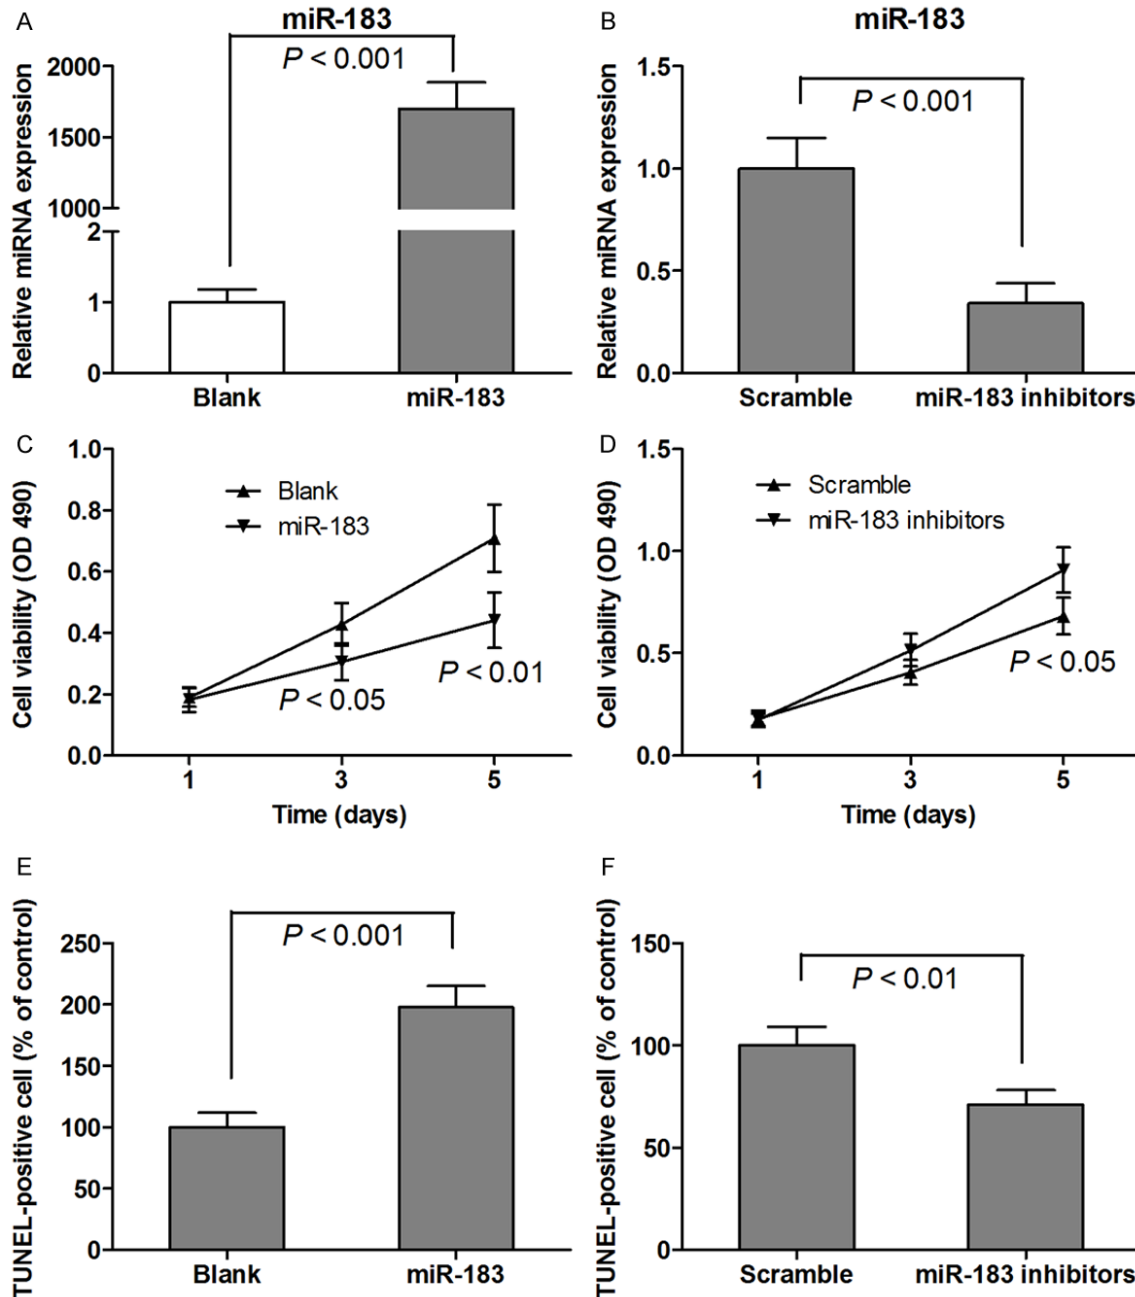 A
miR-183
P < 0.001
Relative miRNA expression
2000
1500
1000
2
1
0
Blank
miR-183
B
miR-183
P < 0.001
Relative miRNA expression
1.5
1.0
0.5
0.0
Scramble
miR-183 inhibitors
C
Cell viability (OD 490)
1.0
0.8
0.6
0.4
0.2
0.0
Blank
miR-183
P < 0.05
P < 0.01
1
3
5
Time (days)
D
Cell viability (OD 490)
1.5
1.0
0.5
0.0
Scramble
miR-183 inhibitors
P < 0.05
1
3
5
Time (days)
E
TUNEL-positive cell (% of control)
250
200
150
100
50
0
P < 0.001
Blank
miR-183
F
TUNEL-positive cell (% of control)
150
100
50
0
P < 0.01
Scramble
miR-183 inhibitors